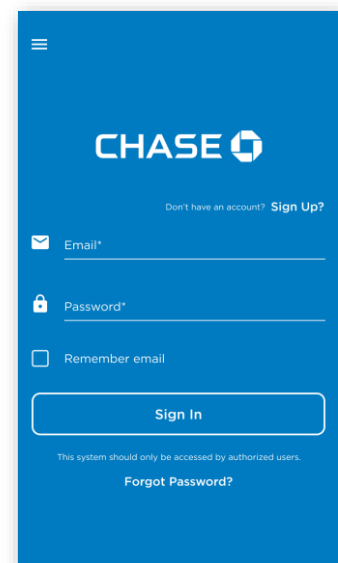 CHASE
Don't have an account? Sign Up?
Email*
Password*
Remember email
Sign In
This system should only be accessed by authorized users.
Forgot Password?